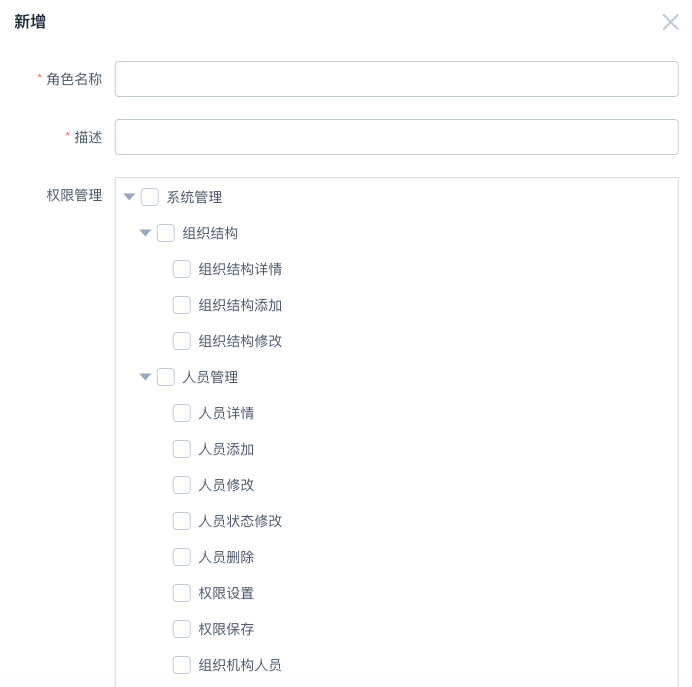 新增
* 角色名称
* 描述
权限管理
系统管理
组织结构
组织结构详情
组织结构添加
组织结构修改
人员管理
人员详情
人员添加
人员修改
人员状态修改
人员删除
权限设置
权限保存
组织机构人员